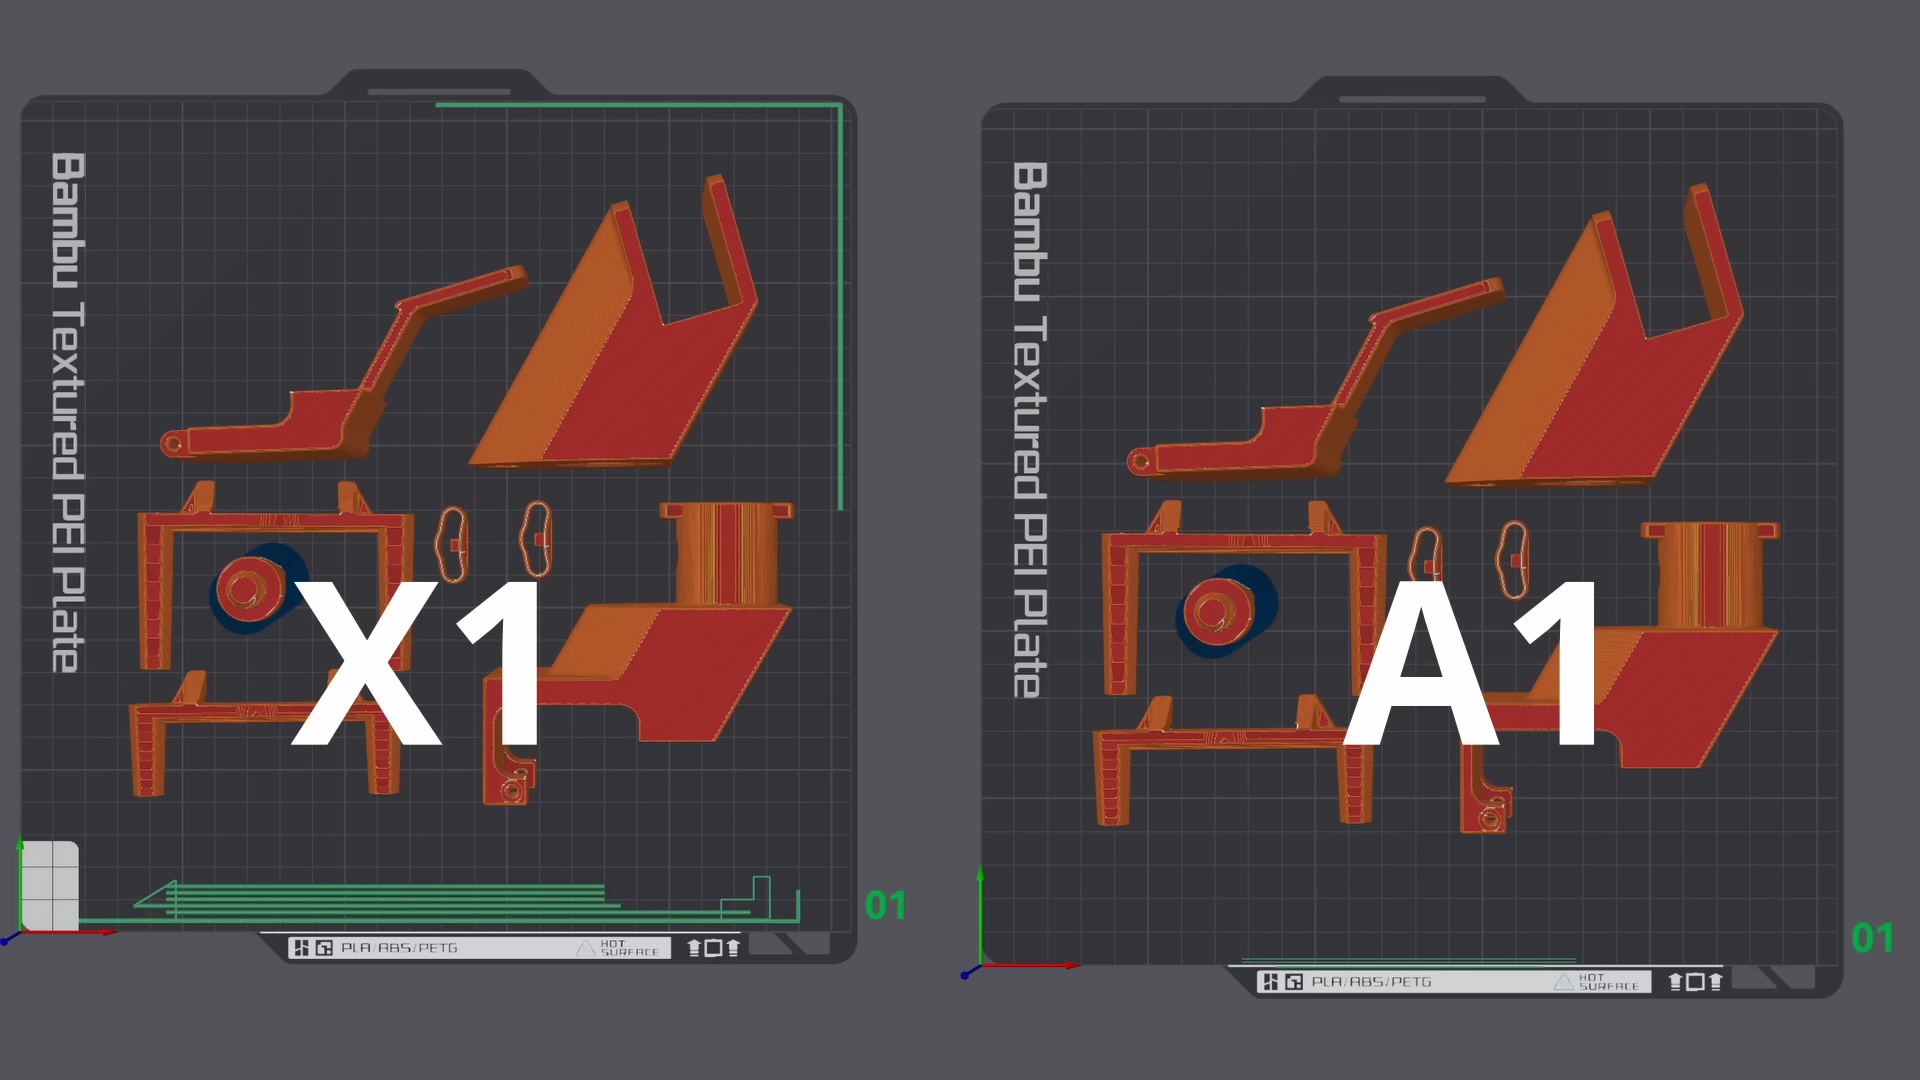 Bambu Textured PEI Plate
X1
01
PLA/ABS/PETG
HOT
SURFACE
Bambu Textured PEI Plate
A1
01
PLA/ABS/PETG
HOT
SURFACE